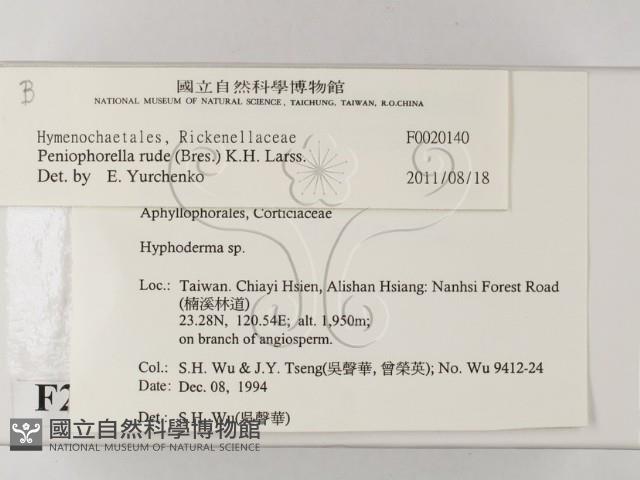 B
國立自然科學博物館
NATIONAL MUSEUM OF NATURAL SCIENCE, TAICHUNG, TAIWAN, R.O.CHINA
Hymenochaetales, Rickenellaceae F0020140
Peniophorella rude (Bres.) K.H. Larss.
Det. by E. Yurchenko 2011/08/18
Aphyllophorales, Corticiaceae
Hyphoderma sp.
Loc.: Taiwan. Chiayi Hsien, Alishan Hsiang: Nanhsi Forest Road
(楠溪林道)
23.28N, 120.54E; alt. 1,950m;
on branch of angiosperm.
Col.: S.H. Wu & J.Y. Tseng(吳聲華, 曾榮英); No. Wu 9412-24
Date: Dec. 08, 1994
Det.: S.H. Wu(吳聲華)
F2
國立自然科學博物館
NATIONAL MUSEUM OF NATURAL SCIENCE